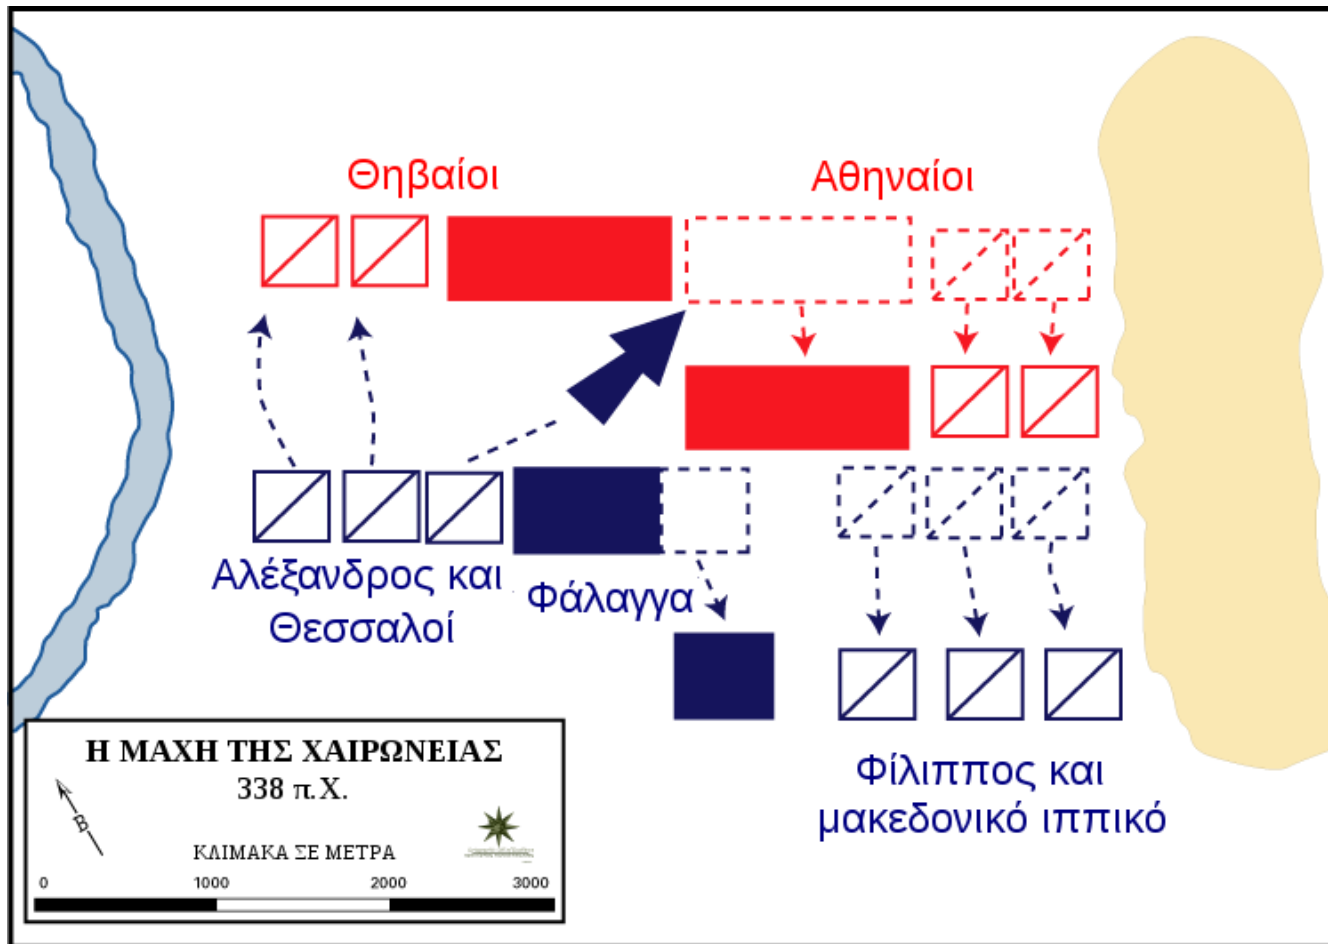 Θηβαίοι
Αθηναίοι
Αλέξανδρος και
Θεσσαλοί
Φάλαγγα
Φίλιππος και
μακεδονικό ιππικό
Η ΜΑΧΗ ΤΗΣ ΧΑΙΡΩΝΕΙΑΣ
338 π.Χ.
Β
ΚΛΙΜΑΚΑ ΣΕ ΜΕΤΡΑ
0 1000 2000 3000